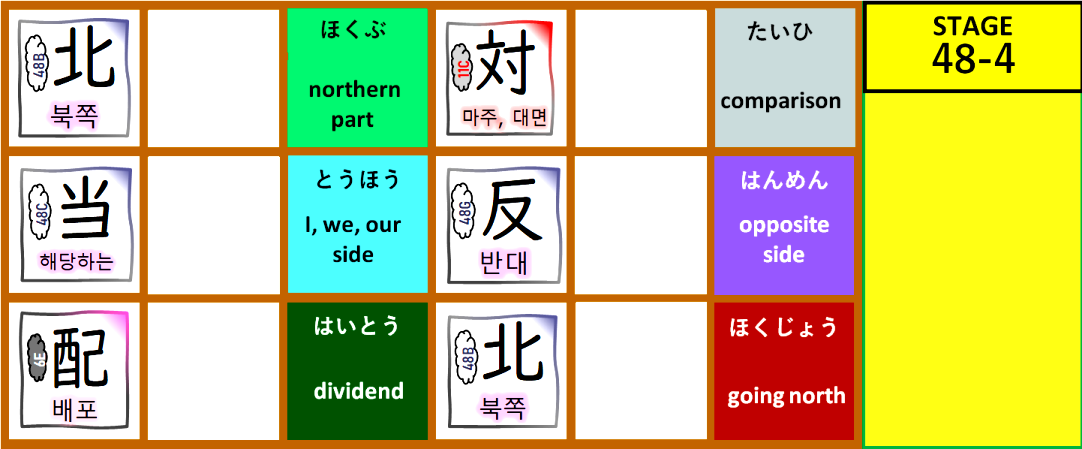 48B
北
북쪽
ほくぶ
northern
part
11C
対
마주, 대면
たいひ
comparison
STAGE
48-4
48C
当
해당하는
とうほう
I, we, our
side
48G
反
반대
はんめん
opposite
side
6E
配
배포
はいとう
dividend
48B
北
북쪽
ほくじょう
going north